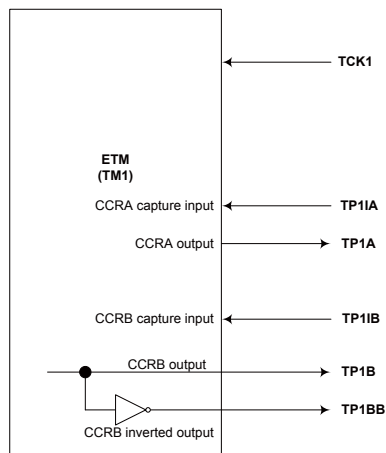 TCK1
ETM
(TM1)
CCRA capture input
TP1IA
CCRA output
TP1A
CCRB capture input
TP1IB
CCRB output
TP1B
TP1BB
CCRB inverted output